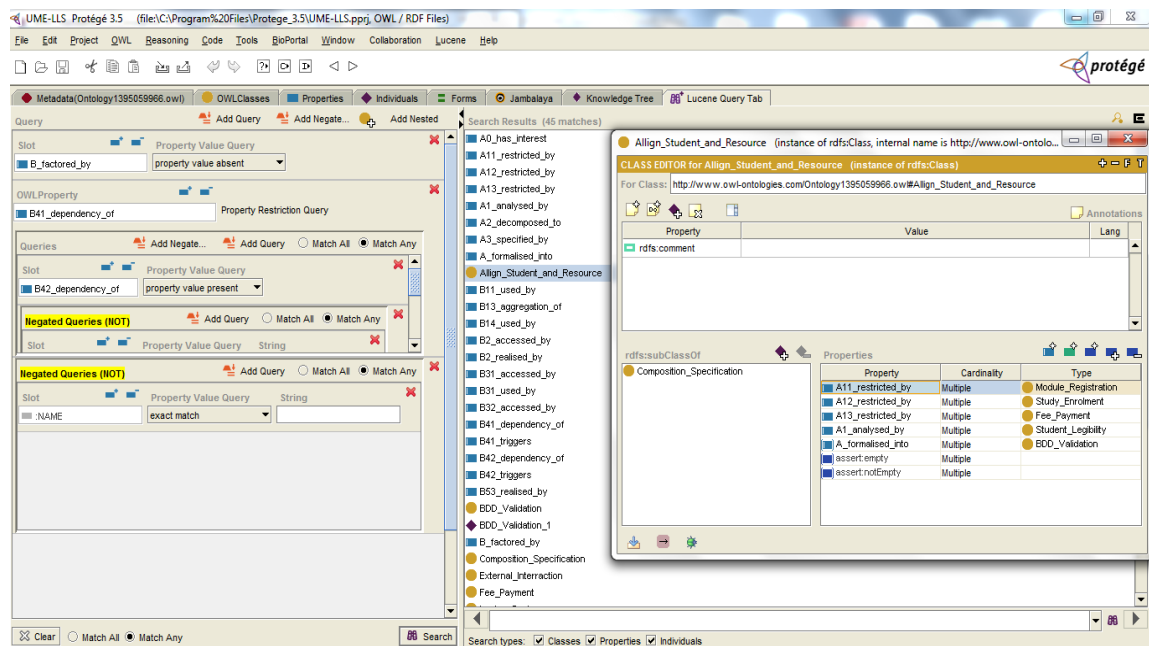 UME-LLS Protégé 3.5 (file:\C:\Program%20Files\Protege_3.5\UME-LLS.pprj, OWL / RDF Files)
File Edit Project OWL Reasoning Code Tools BioPortal Window Collaboration Lucene Help
protégé
Metadata(Ontology1395059966.owl) OWLClasses Properties Individuals Forms Jambalaya Knowledge Tree Lucene Query Tab
Query Add Query Add Negate... Add Nested
Slot Property Value Query
B_factored_by property value absent
OWLProperty
B41_dependency_of Property Restriction Query
Queries Add Negate... Add Query Match All Match Any
Slot Property Value Query
B42_dependency_of property value present
Negated Queries (NOT) Add Query Match All Match Any
Slot Property Value Query String
Negated Queries (NOT) Add Query Match All Match Any
Slot Property Value Query String
:NAME exact match
Clear Match All Match Any Search
Search Results (45 matches)
A0_has_interest
A11_restricted_by
A12_restricted_by
A13_restricted_by
A1_analysed_by
A2_decomposed_to
A3_specified_by
A_formalised_into
Allign_Student_and_Resource
B11_used_by
B13_aggregation_of
B14_used_by
B2_accessed_by
B2_realised_by
B31_accessed_by
B31_used_by
B32_accessed_by
B41_dependency_of
B41_triggers
B42_dependency_of
B42_triggers
B53_realised_by
BDD_Validation
BDD_Validation_1
B_factored_by
Composition_Specification
External_Interraction
Fee_Payment
Search types: Classes Properties Individuals
Allign_Student_and_Resource (instance of rdfs:Class, internal name is http://www.owl-ontolo...
CLASS EDITOR for Allign_Student_and_Resource (instance of rdfs:Class)
For Class: http://www.owl-ontologies.com/Ontology1395059966.owl#Allign_Student_and_Resource
Annotations
Property Value Lang
rdfs:comment
rdfs:subClassOf
Composition_Specification
Properties
Property Cardinality Type
A11_restricted_by Multiple Module_Registration
A12_restricted_by Multiple Study_Enrolment
A13_restricted_by Multiple Fee_Payment
A1_analysed_by Multiple Student_Legibility
A_formalised_into Multiple BDD_Validation
assert:empty Multiple
assert:notEmpty Multiple